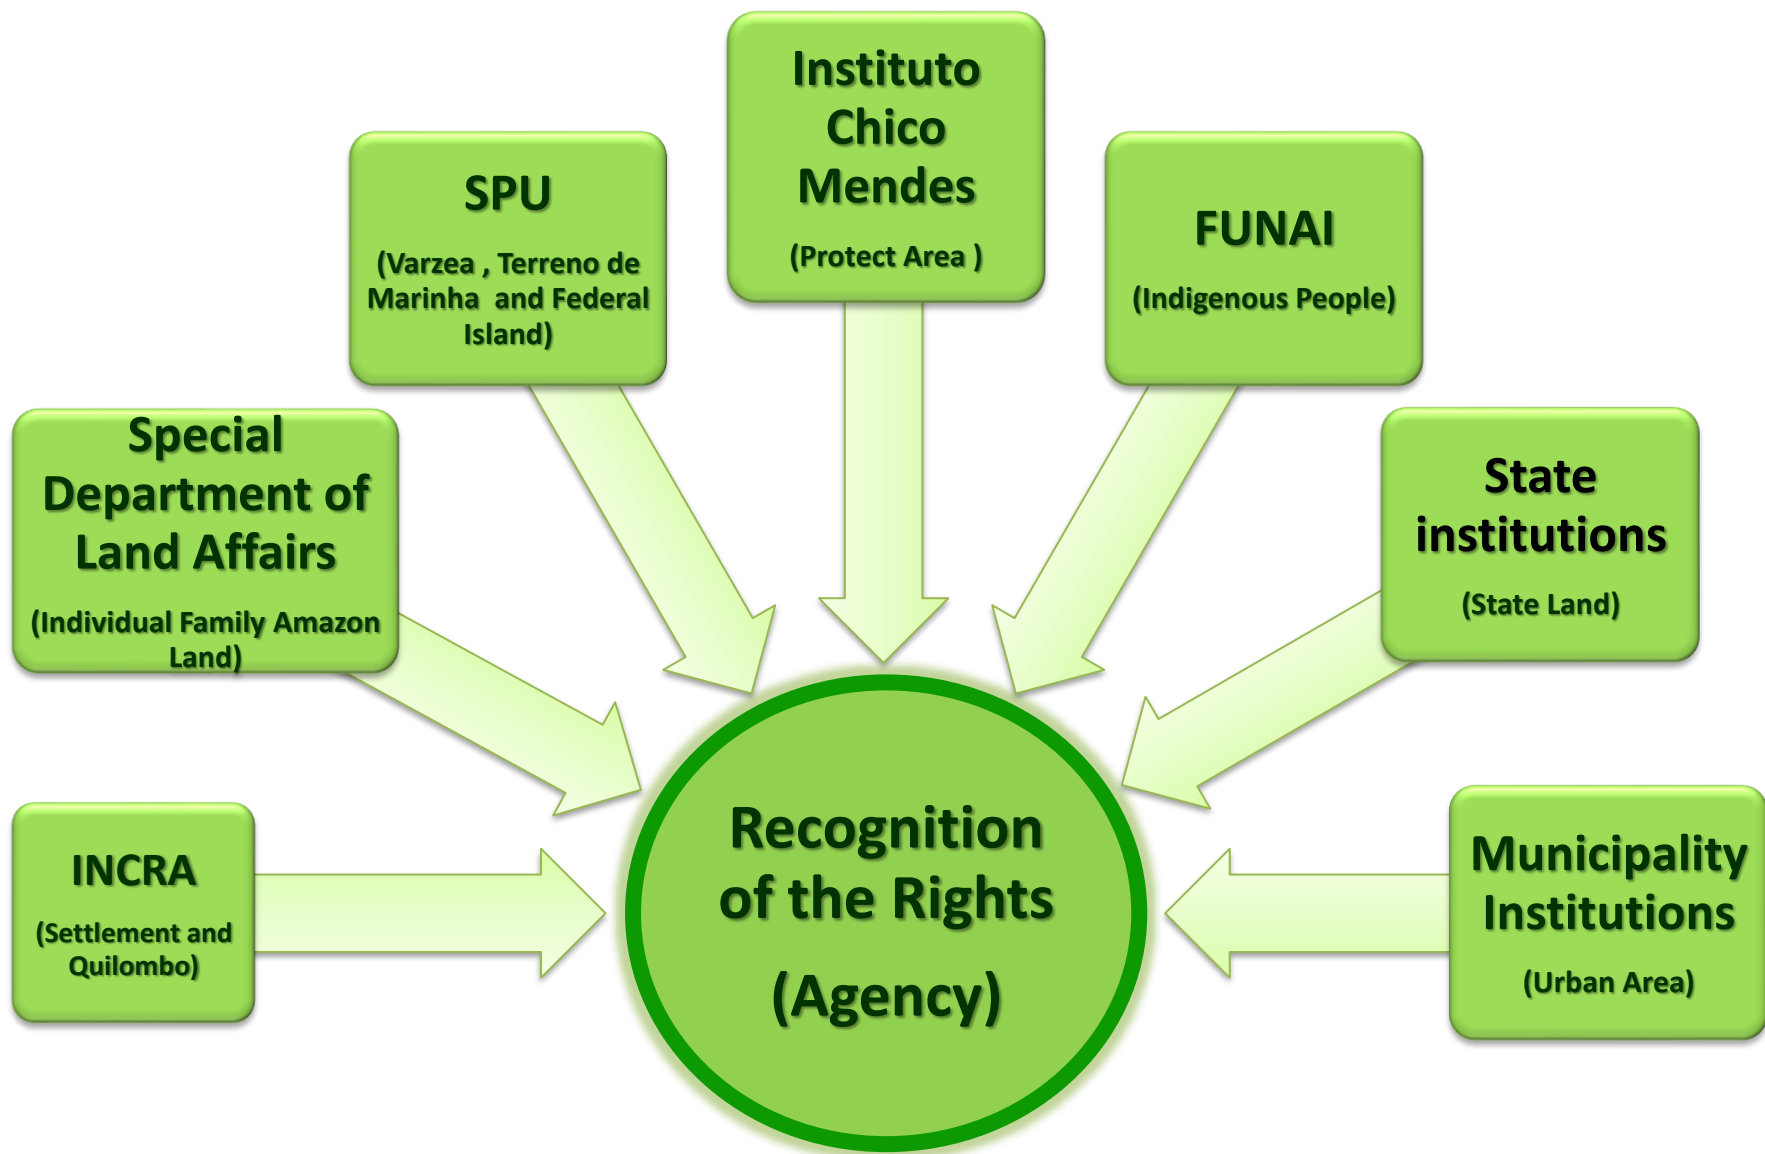 Instituto
Chico
Mendes
(Protect Area )
SPU
(Varzea , Terreno de
Marinha  and Federal
Island)
FUNAI
(Indigenous People)
Special
Department of
Land Affairs
(Individual Family Amazon
Land)
State
institutions
(State Land)
INCRA
(Settlement and
Quilombo)
Recognition
of the Rights
(Agency)
Municipality
Institutions
(Urban Area)